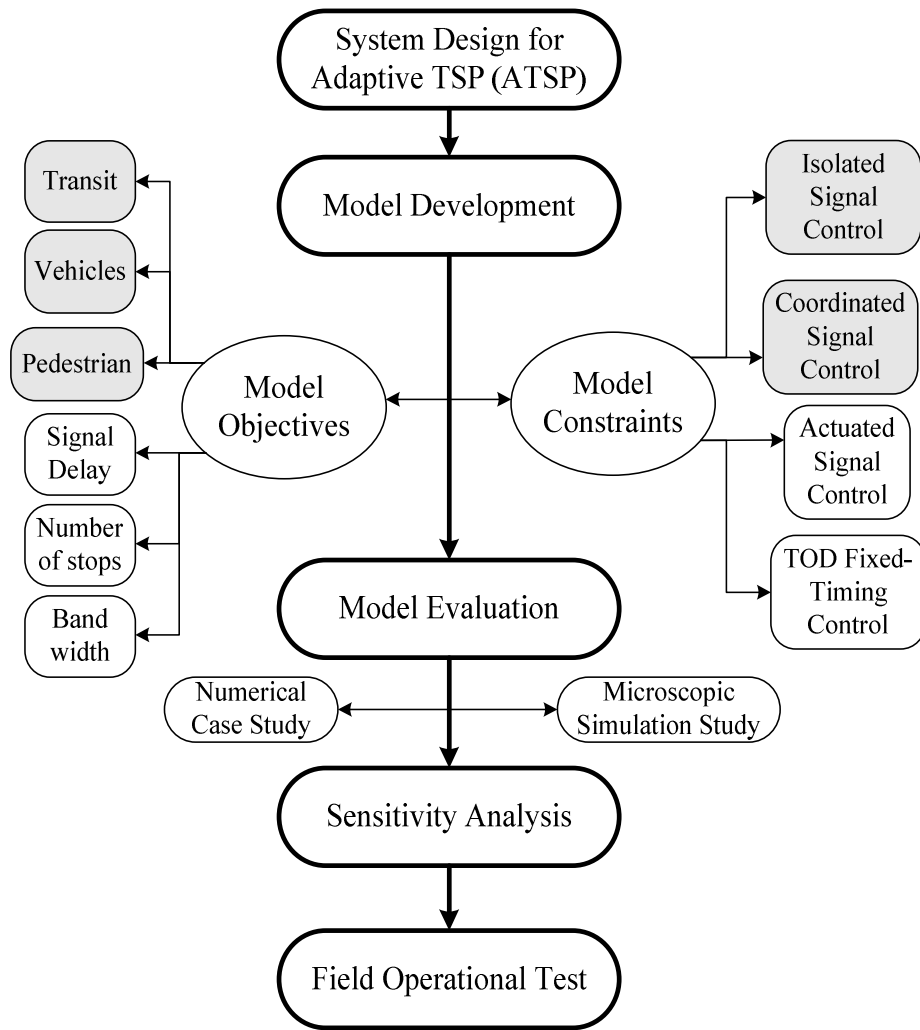 System Design for
Adaptive TSP (ATSP)
Model Development
Transit
Vehicles
Pedestrian
Model
Objectives
Signal
Delay
Number
of stops
Band
width
Isolated
Signal
Control
Coordinated
Signal
Control
Model
Constraints
Actuated
Signal
Control
TOD Fixed-
Timing
Control
Model Evaluation
Numerical
Case Study
Microscopic
Simulation Study
Sensitivity Analysis
Field Operational Test